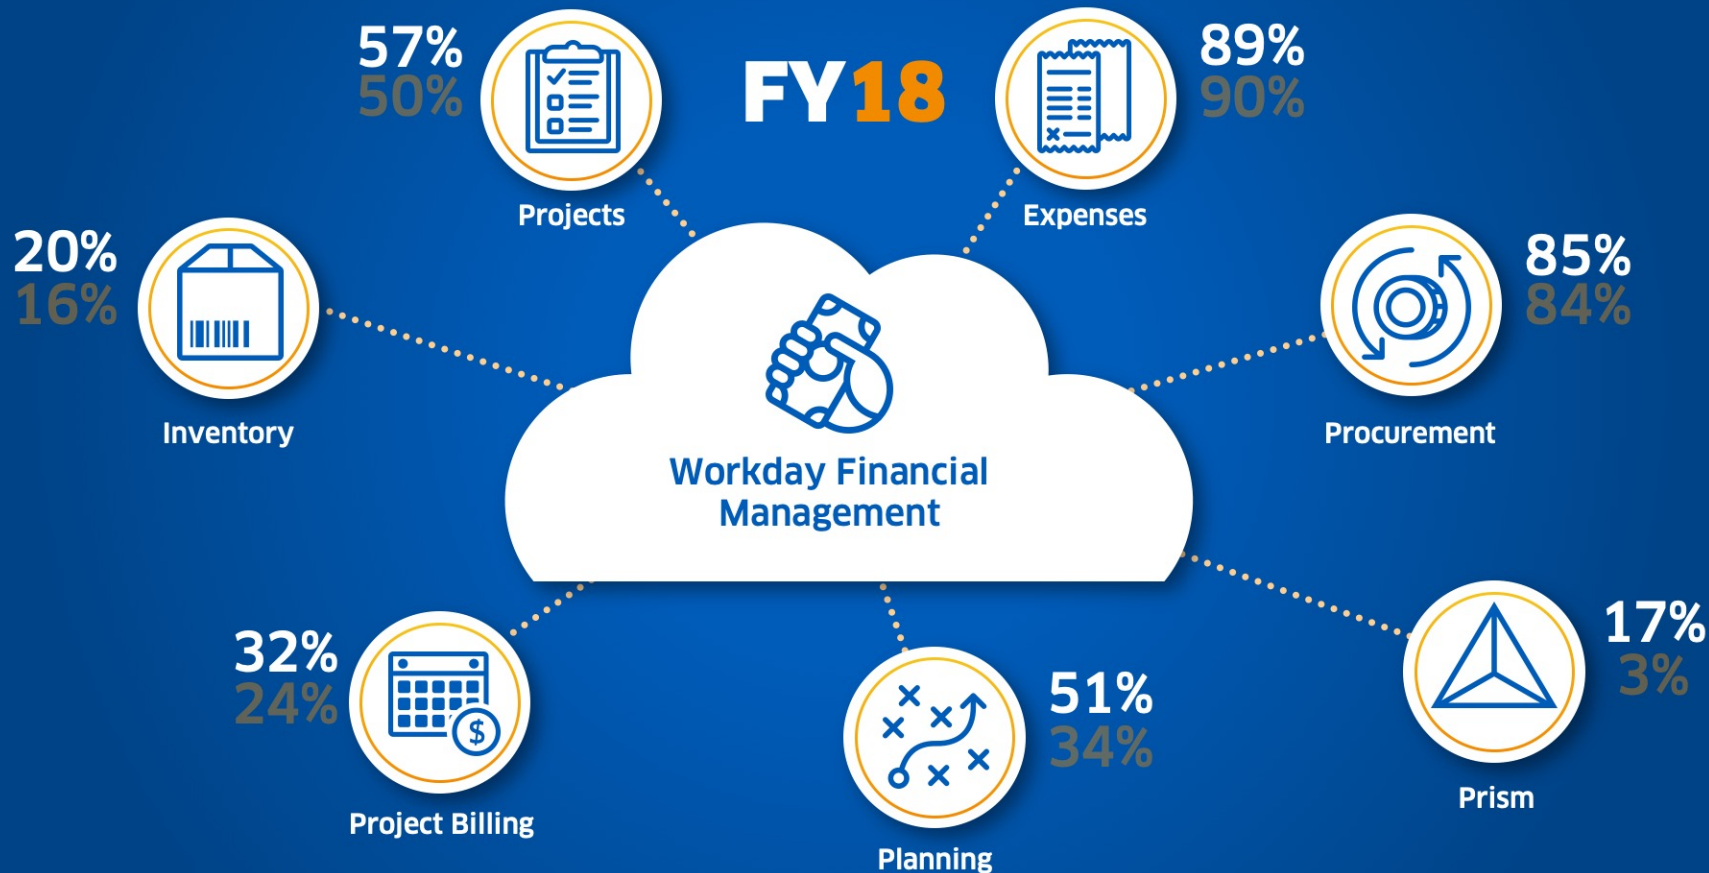 FY18
57%
50%
Projects
89%
90%
Expenses
20%
16%
Inventory
85%
84%
Procurement
Workday Financial
Management
32%
24%
$
Project Billing
51%
34%
Planning
17%
3%
Prism